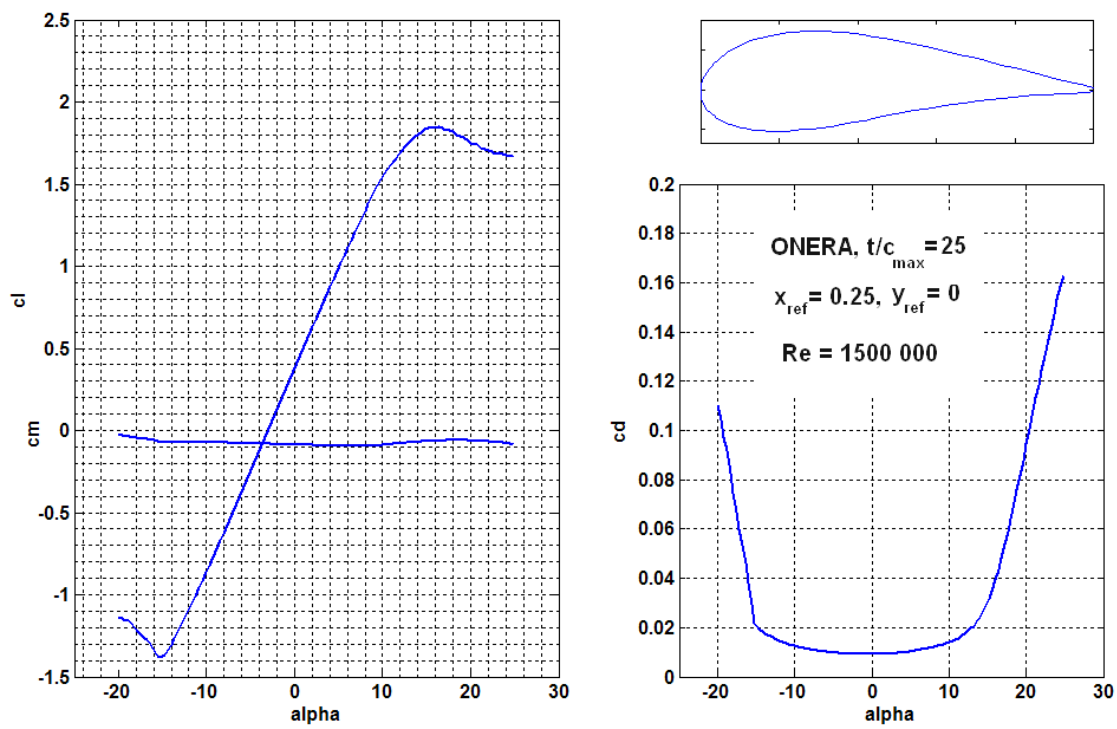 2.5
2
1.5
1
0.5
0
-0.5
-1
-1.5
cl
cm
-20 -10 0 10 20 30
alpha
0.2
0.18
0.16
0.14
0.12
0.1
0.08
0.06
0.04
0.02
0
cd
ONERA, t/c_max=25
x_ref= 0.25, y_ref= 0
Re = 1500 000
-20 -10 0 10 20 30
alpha